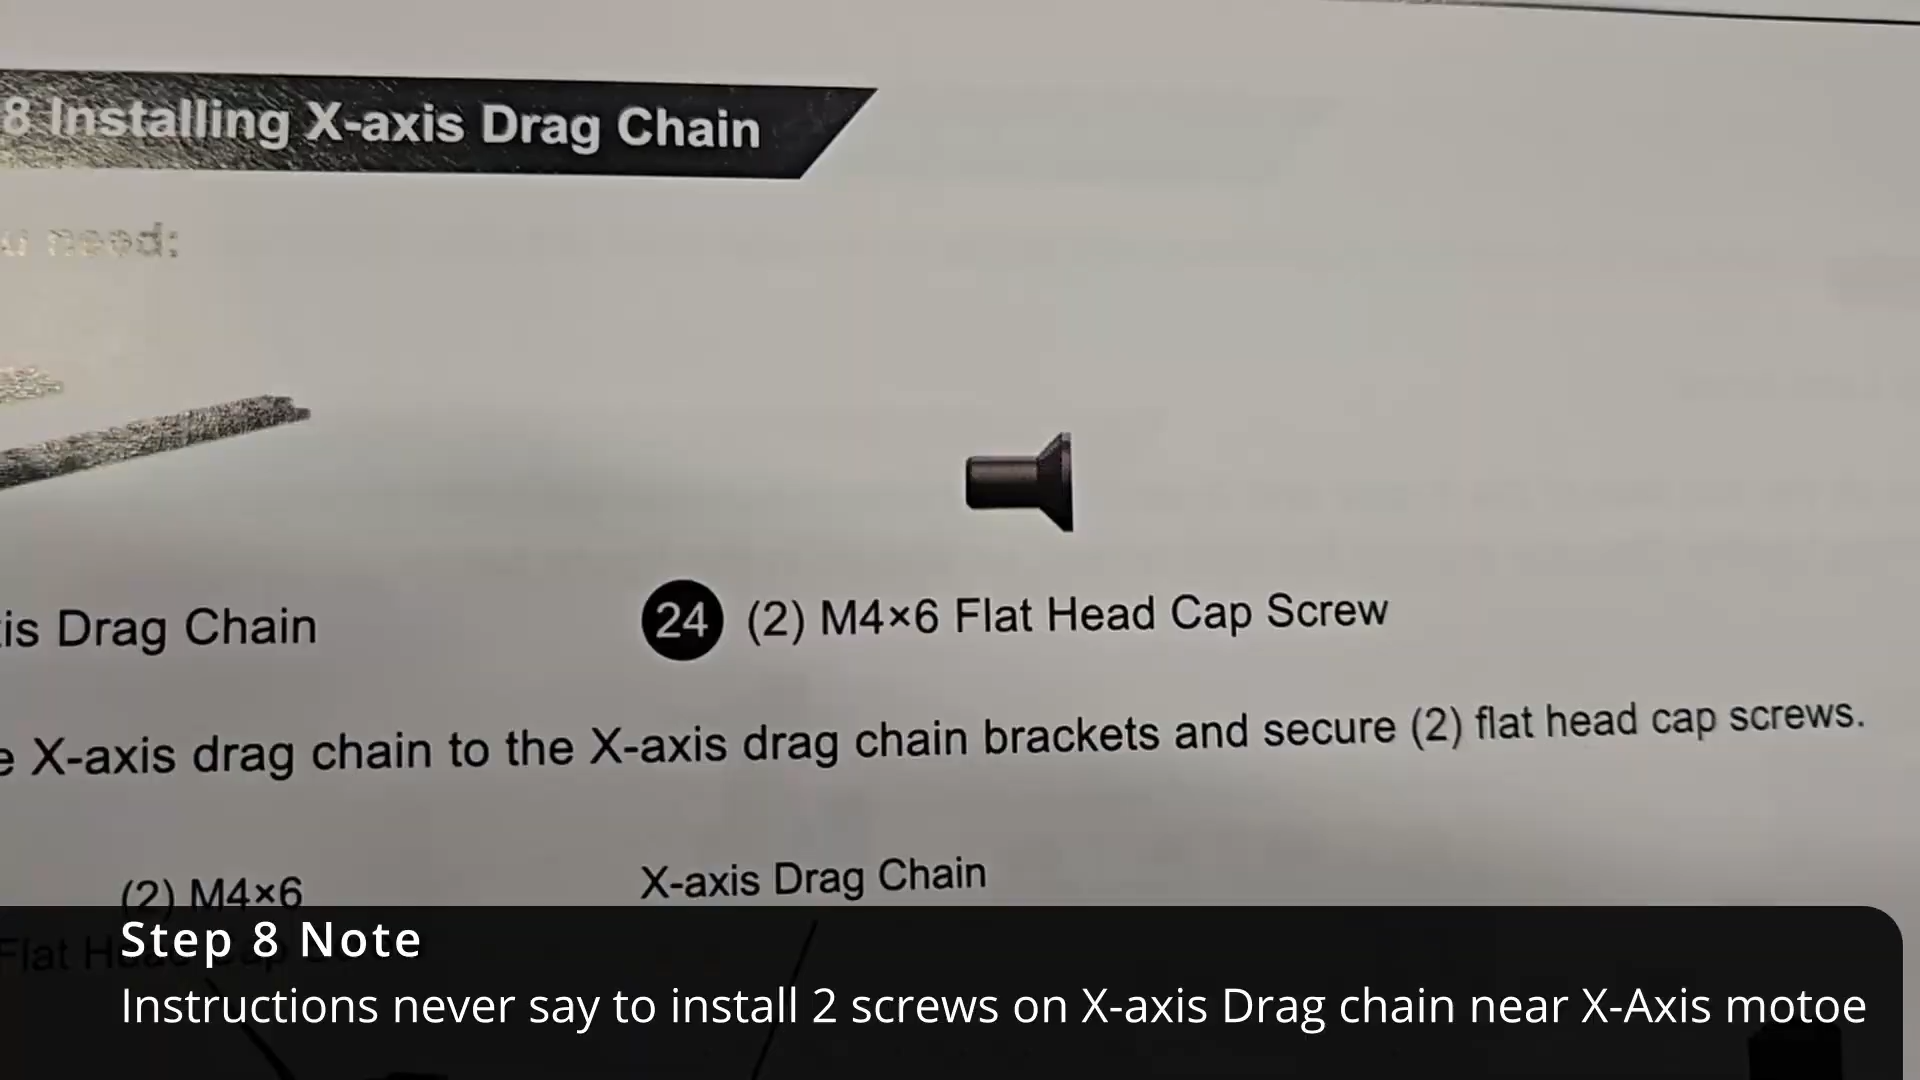 8 Installing X-axis Drag Chain
u need:
is Drag Chain
24 (2) M4×6 Flat Head Cap Screw
e X-axis drag chain to the X-axis drag chain brackets and secure (2) flat head cap screws.
(2) M4×6
X-axis Drag Chain
Flat
Step 8 Note
Instructions never say to install 2 screws on X-axis Drag chain near X-Axis motoe